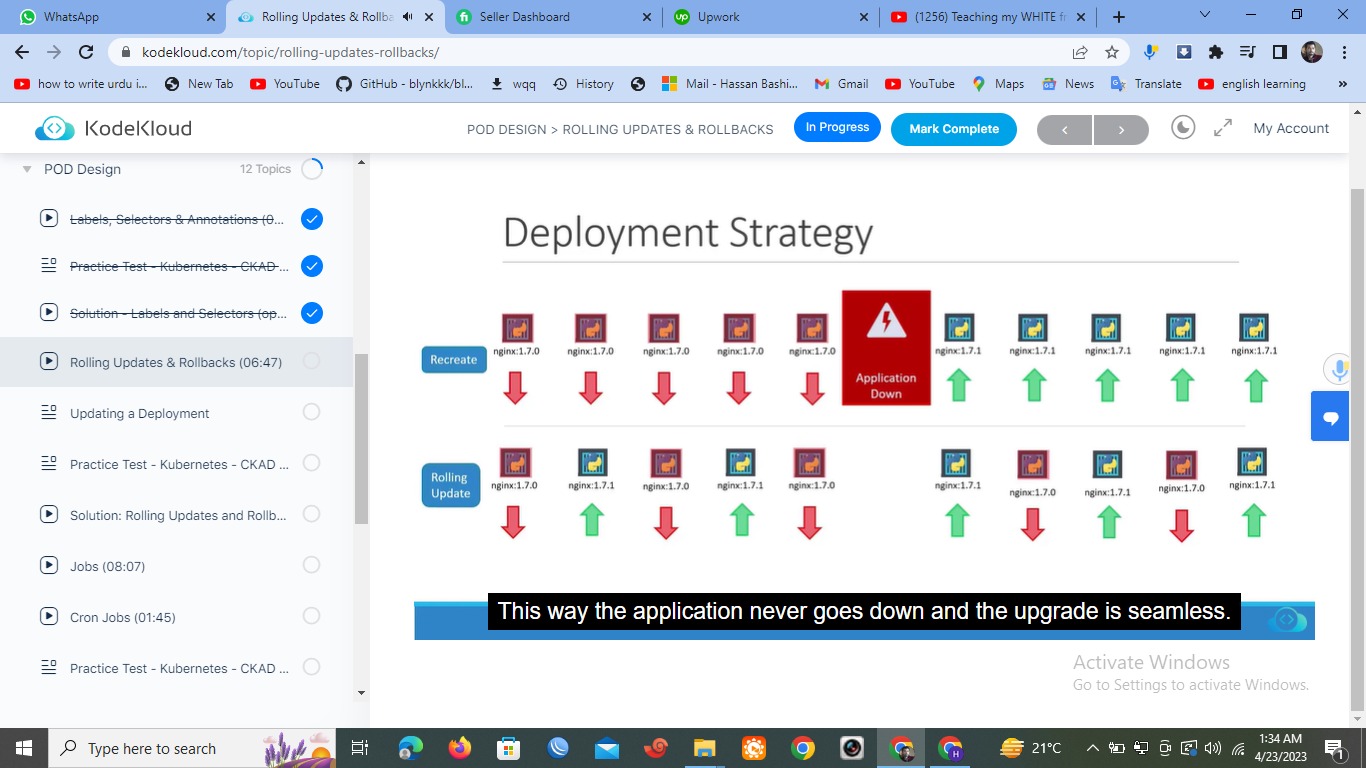 WhatsApp
Rolling Updates & Rollba
Seller Dashboard
Upwork
(1256) Teaching my WHITE fr
kodekloud.com/topic/rolling-updates-rollbacks/
how to write urdu i...
New Tab
YouTube
GitHub - blynkkk/bl...
wqq
History
Mail - Hassan Bashi...
Gmail
YouTube
Maps
News
Translate
english learning
KodeKloud
POD DESIGN > ROLLING UPDATES & ROLLBACKS
In Progress
Mark Complete
My Account
POD Design
12 Topics
Labels, Selectors & Annotations (0...
Practice Test - Kubernetes - CKAD ...
Solution - Labels and Selectors (op...
Rolling Updates & Rollbacks (06:47)
Updating a Deployment
Practice Test - Kubernetes - CKAD ...
Solution: Rolling Updates and Rollb...
Jobs (08:07)
Cron Jobs (01:45)
Practice Test - Kubernetes - CKAD ...
Deployment Strategy
Recreate
nginx:1.7.0
nginx:1.7.0
nginx:1.7.0
nginx:1.7.0
nginx:1.7.0
Application
Down
nginx:1.7.1
nginx:1.7.1
nginx:1.7.1
nginx:1.7.1
nginx:1.7.1
Rolling
Update
nginx:1.7.0
nginx:1.7.1
nginx:1.7.0
nginx:1.7.1
nginx:1.7.0
nginx:1.7.1
nginx:1.7.0
nginx:1.7.1
nginx:1.7.0
nginx:1.7.1
This way the application never goes down and the upgrade is seamless.
Activate Windows
Go to Settings to activate Windows.
Type here to search
21°C
1:34 AM
4/23/2023